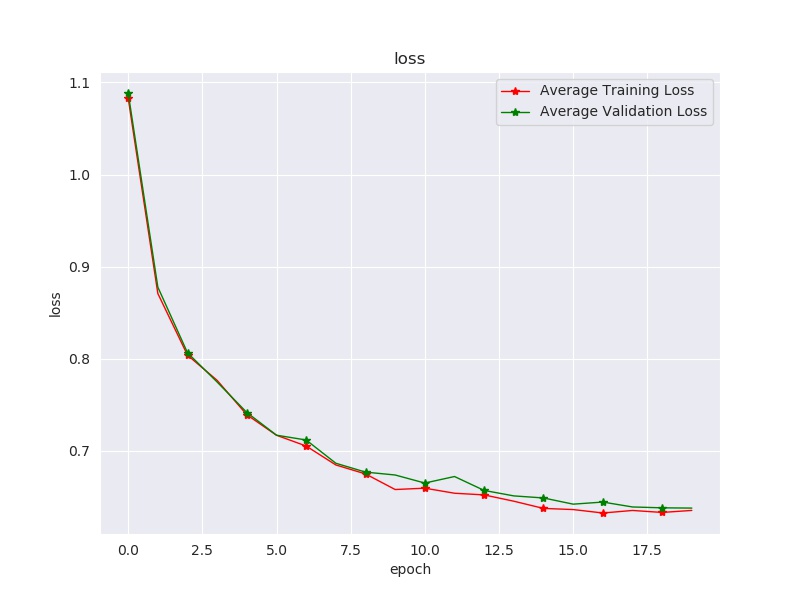 loss
Average Training Loss
Average Validation Loss
1.1
1.0
0.9
0.8
0.7
loss
0.0 2.5 5.0 7.5 10.0 12.5 15.0 17.5
epoch